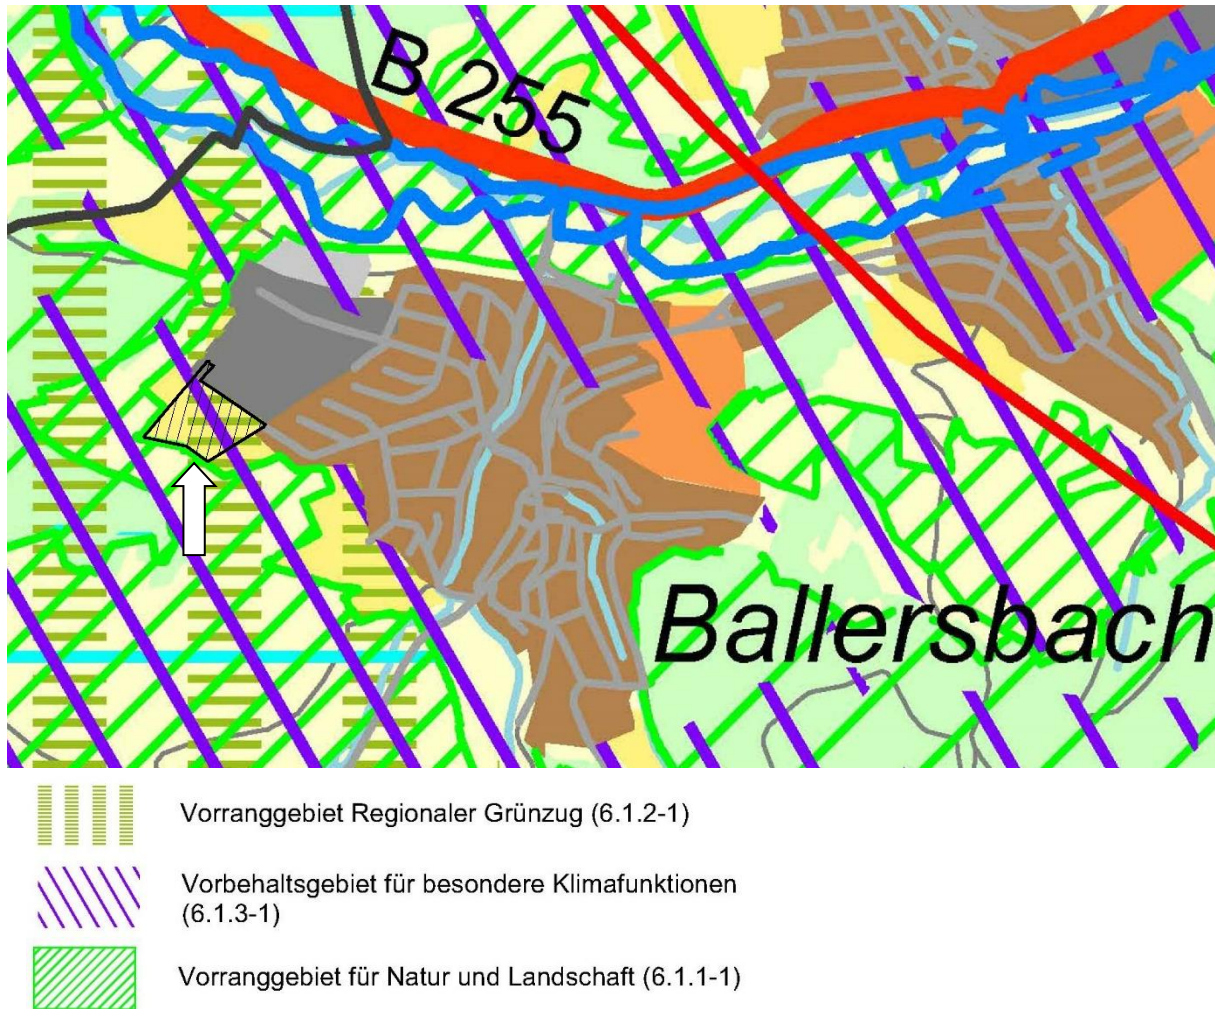 B 255
Ballersbach
Vorranggebiet Regionaler Grünzug (6.1.2-1)
Vorbehaltsgebiet für besondere Klimafunktionen
(6.1.3-1)
Vorranggebiet für Natur und Landschaft (6.1.1-1)